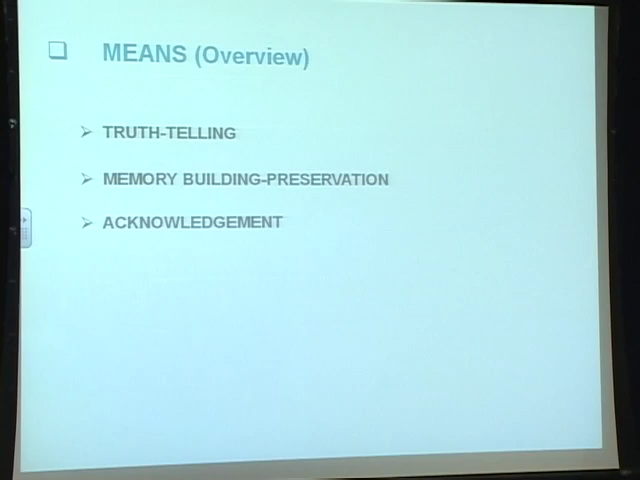 MEANS (Overview)
TRUTH-TELLING
MEMORY BUILDING-PRESERVATION
ACKNOWLEDGEMENT